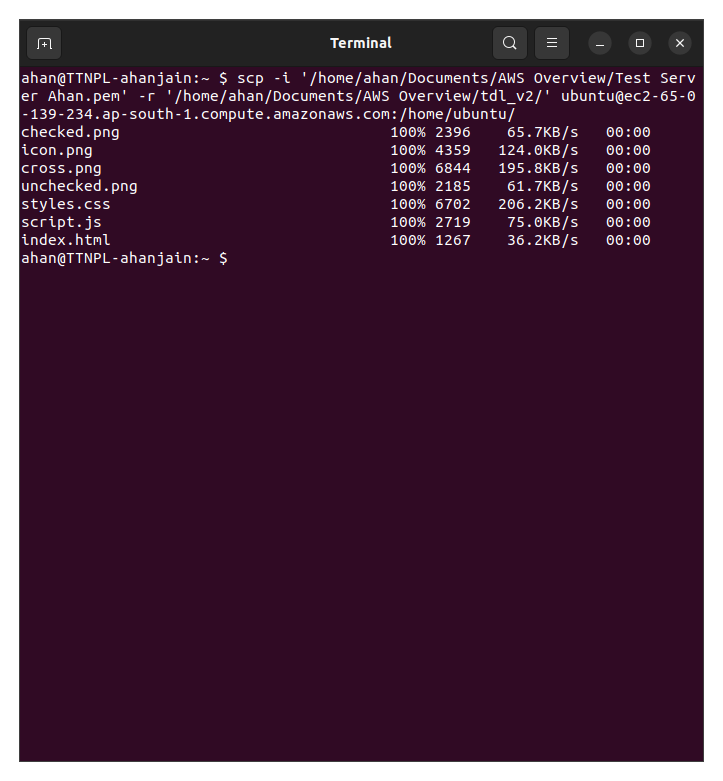 Terminal
ahan@TTNPL-ahanjain:~ $ scp -i '/home/ahan/Documents/AWS Overview/Test Serv
er Ahan.pem' -r '/home/ahan/Documents/AWS Overview/tdl_v2/' ubuntu@ec2-65-0
-139-234.ap-south-1.compute.amazonaws.com:/home/ubuntu/
checked.png 100% 2396 65.7KB/s 00:00
icon.png 100% 4359 124.0KB/s 00:00
cross.png 100% 6844 195.8KB/s 00:00
unchecked.png 100% 2185 61.7KB/s 00:00
styles.css 100% 6702 206.2KB/s 00:00
script.js 100% 2719 75.0KB/s 00:00
index.html 100% 1267 36.2KB/s 00:00
ahan@TTNPL-ahanjain:~ $